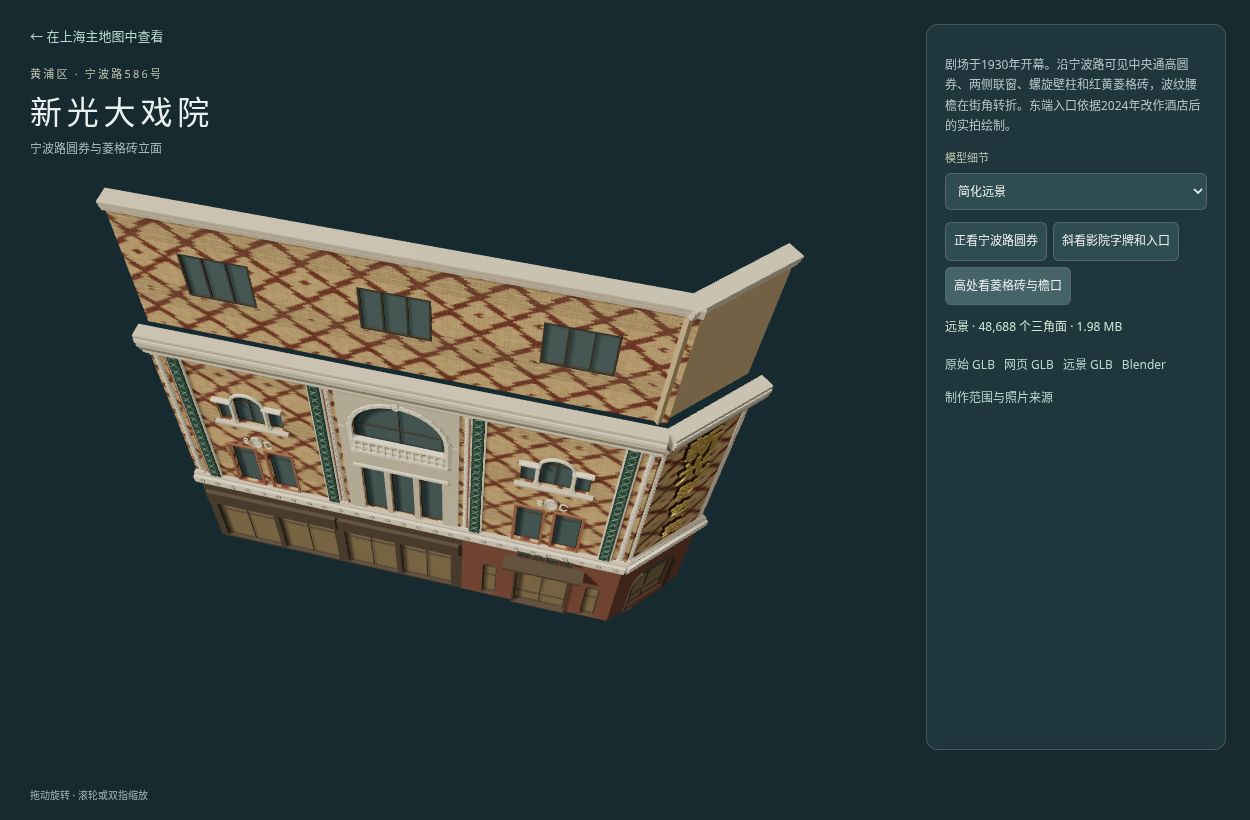 ← 在上海主地图中查看
黄浦区 · 宁波路586号
新光大戏院
宁波路圆券与菱格砖立面
剧场于1930年开幕。沿宁波路可见中央通高圆
券、两侧联窗、螺旋壁柱和红黄菱格砖，波纹腰
檐在街角转折。东端入口依据2024年改作酒店后
的实拍绘制。
模型细节
简化远景
正看宁波路圆券
斜看影院字牌和入口
高处看菱格砖与檐口
远景 · 48,688 个三角面 · 1.98 MB
原始 GLB 网页 GLB 远景 GLB Blender
制作范围与照片来源
拖动旋转 · 滚轮或双指缩放